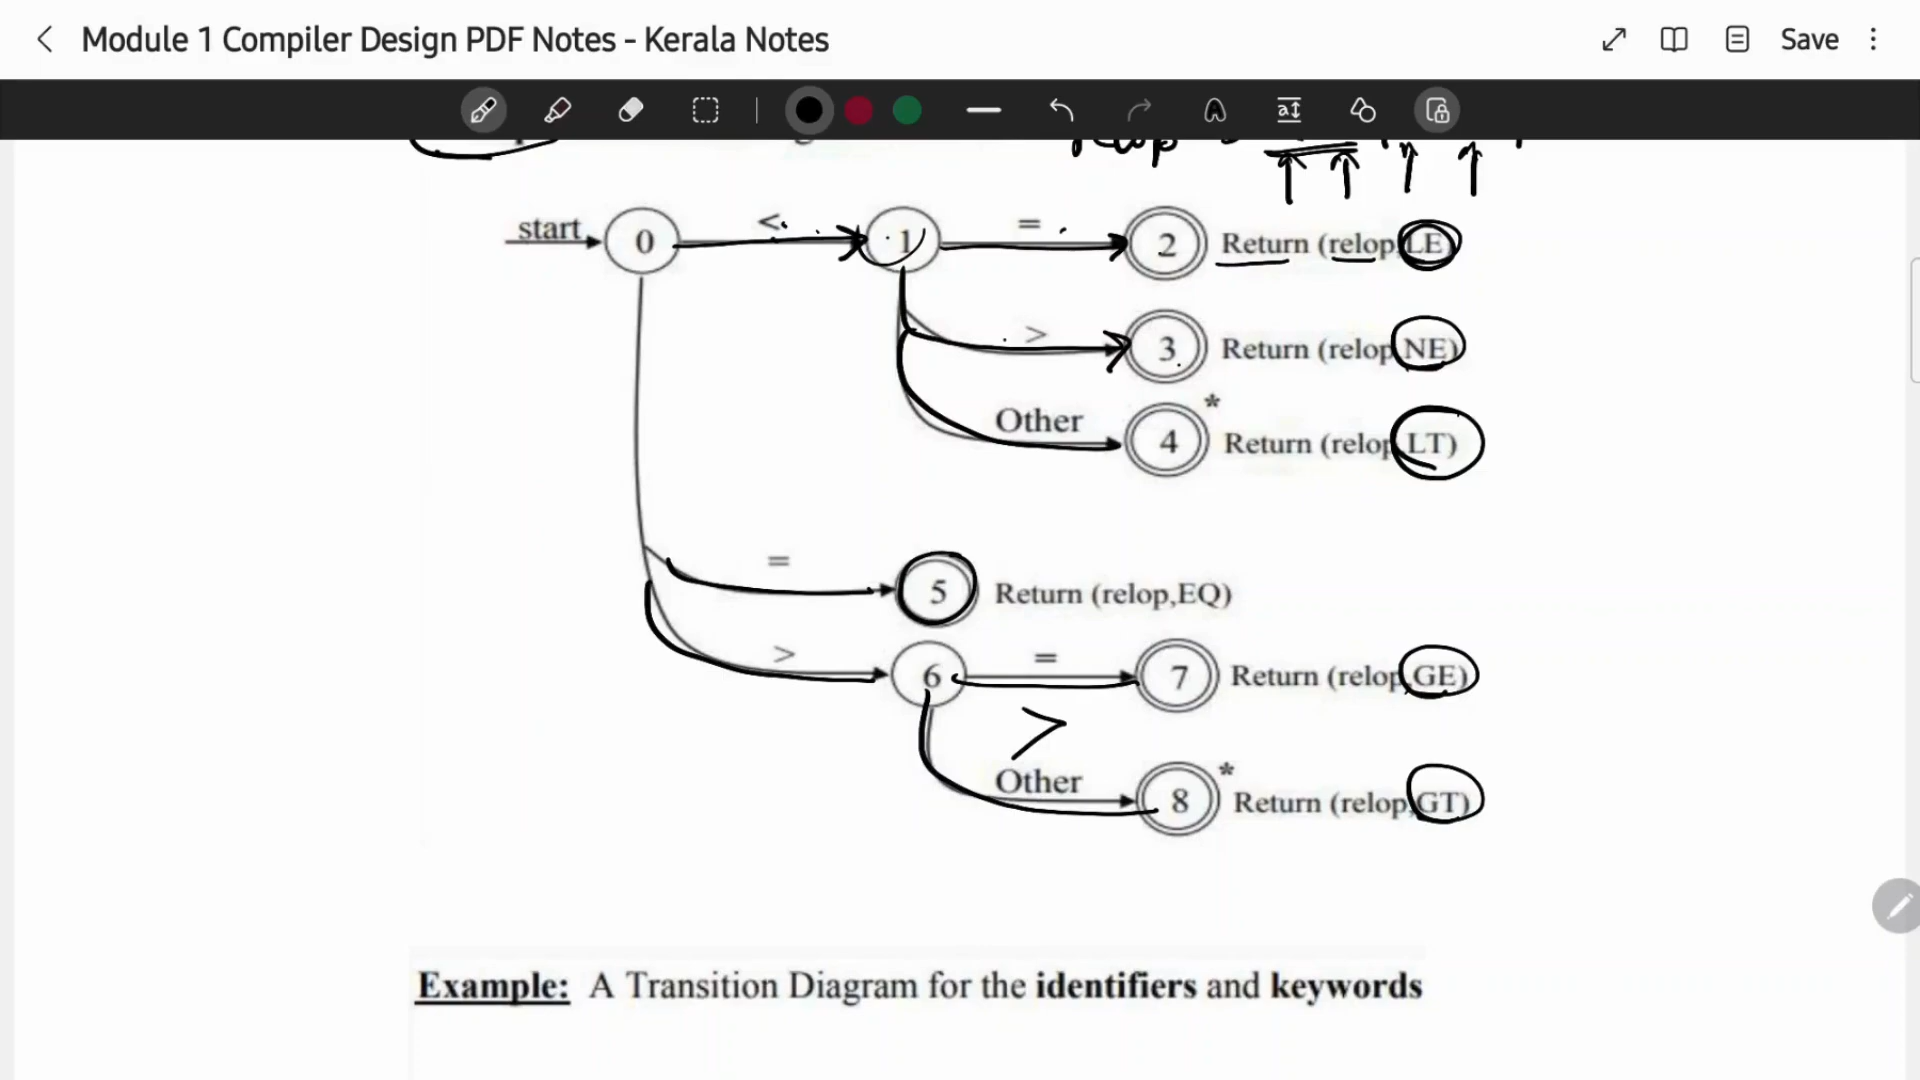 Module 1 Compiler Design PDF Notes - Kerala Notes
Save
start 0 < 1 = 2 Return (relop, LE)
> 3 Return (relop NE)
Other 4 * Return (relop LT)
= 5 Return (relop,EQ)
> 6 = 7 Return (relop, GE)
>
Other 8 * Return (relop, GT)
Example: A Transition Diagram for the identifiers and keywords